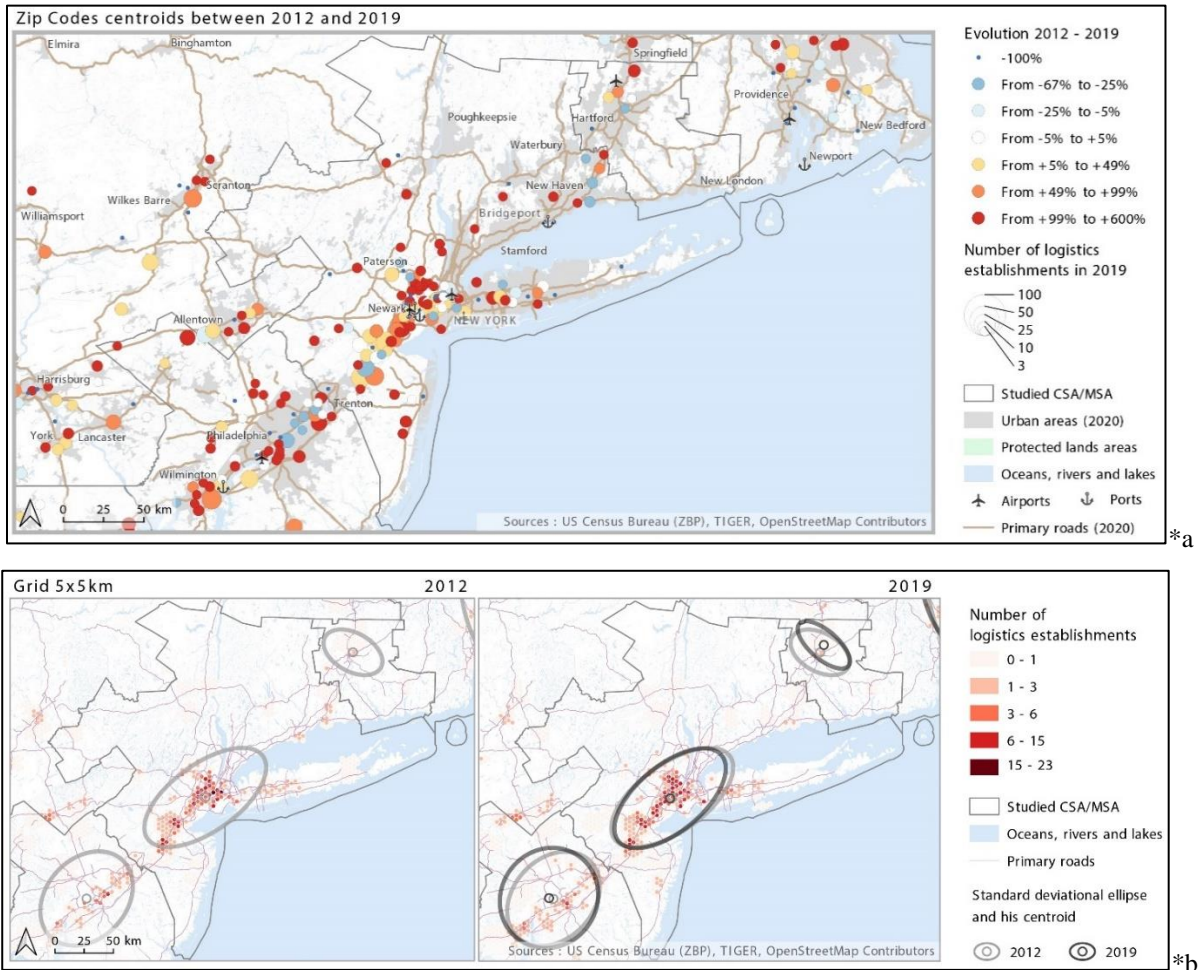 Zip Codes centroids between 2012 and 2019
Elmira
Binghamton
Springfield
Providence
Hartford
Poughkeepsie
New Bedford
Waterbury
Newport
Scranton
New Haven
New London
Wilkes Barre
Williamsport
Bridgeport
Stamford
Paterson
Newark
NEW YORK
Allentown
Harrisburg
Trenton
York
Lancaster
Philadelphia
Wilmington
0 25 50 km
Sources : US Census Bureau (ZBP), TIGER, OpenStreetMap Contributors
Evolution 2012 - 2019
-100%
From -67% to -25%
From -25% to -5%
From -5% to +5%
From +5% to +49%
From +49% to +99%
From +99% to +600%
Number of logistics
establishments in 2019
100
50
25
10
3
Studied CSA/MSA
Urban areas (2020)
Protected lands areas
Oceans, rivers and lakes
Airports Ports
Primary roads (2020)
*a
Grid 5x5km 2012 2019
0 25 50 km
Sources : US Census Bureau (ZBP), TIGER, OpenStreetMap Contributors
Number of
logistics establishments
0 - 1
1 - 3
3 - 6
6 - 15
15 - 23
Studied CSA/MSA
Oceans, rivers and lakes
Primary roads
Standard deviational ellipse
and his centroid
2012 2019
*b